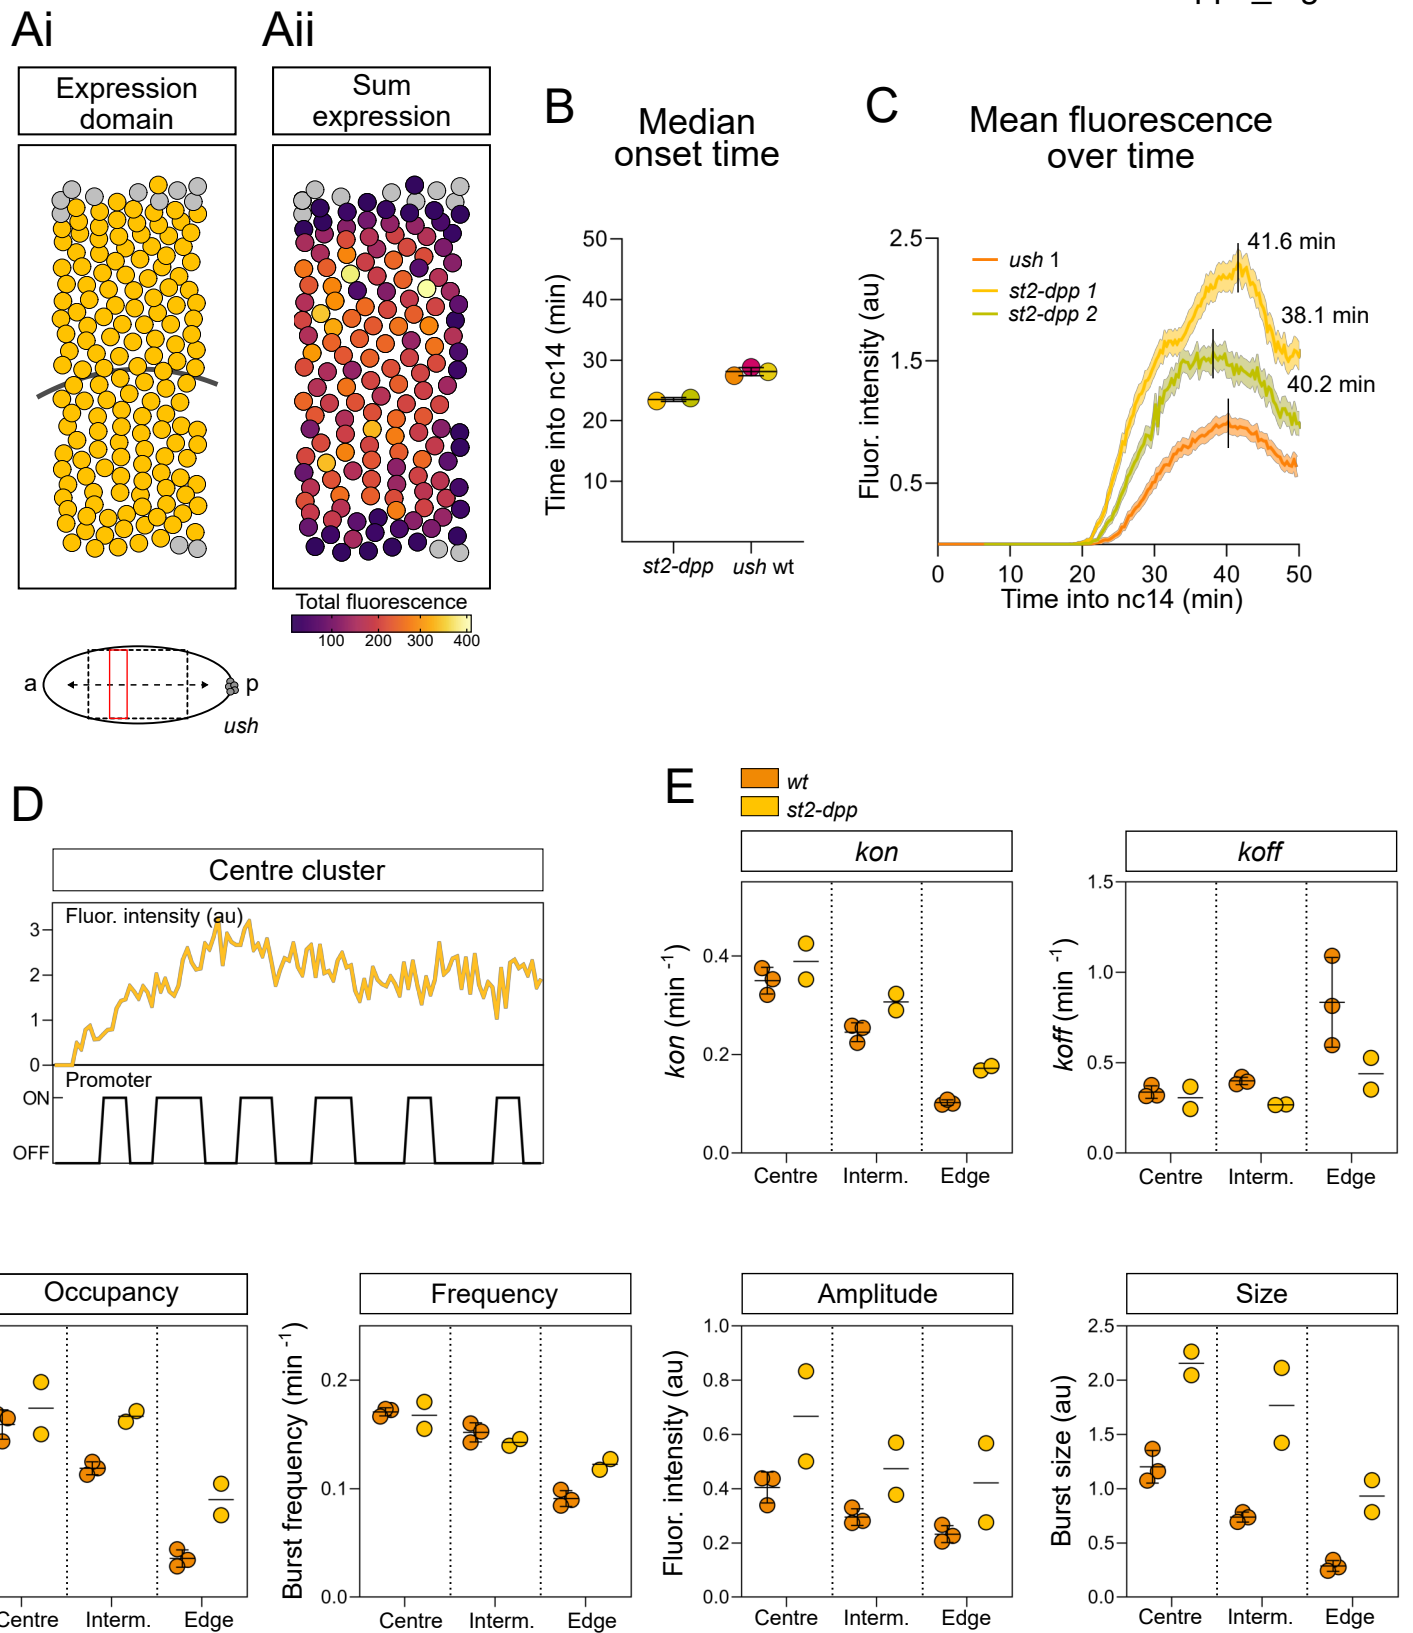 Ai
Aii
Expression
domain
Sum
expression
Total fluorescence
100 200 300 400
a
p
ush
B
Median
onset time
Time into nc14 (min)
50
40
30
20
10
st2-dpp
ush wt
C
Mean fluorescence
over time
Fluor. intensity (au)
2.5
1.5
0.5
ush 1
st2-dpp 1
st2-dpp 2
41.6 min
38.1 min
40.2 min
0 10 20 30 40 50
Time into nc14 (min)
D
Centre cluster
Fluor. intensity (au)
3
2
1
0
Promoter
ON
OFF
E
wt
st2-dpp
kon
kon (min -1)
0.4
0.2
0.0
Centre Interm. Edge
koff
koff (min -1)
1.5
1.0
0.5
0.0
Centre Interm. Edge
Occupancy
Centre Interm. Edge
Frequency
Burst frequency (min -1)
0.2
0.1
0.0
Centre Interm. Edge
Amplitude
Fluor. intensity (au)
1.0
0.8
0.6
0.4
0.2
0.0
Centre Interm. Edge
Size
Burst size (au)
2.5
2.0
1.5
1.0
0.5
0.0
Centre Interm. Edge